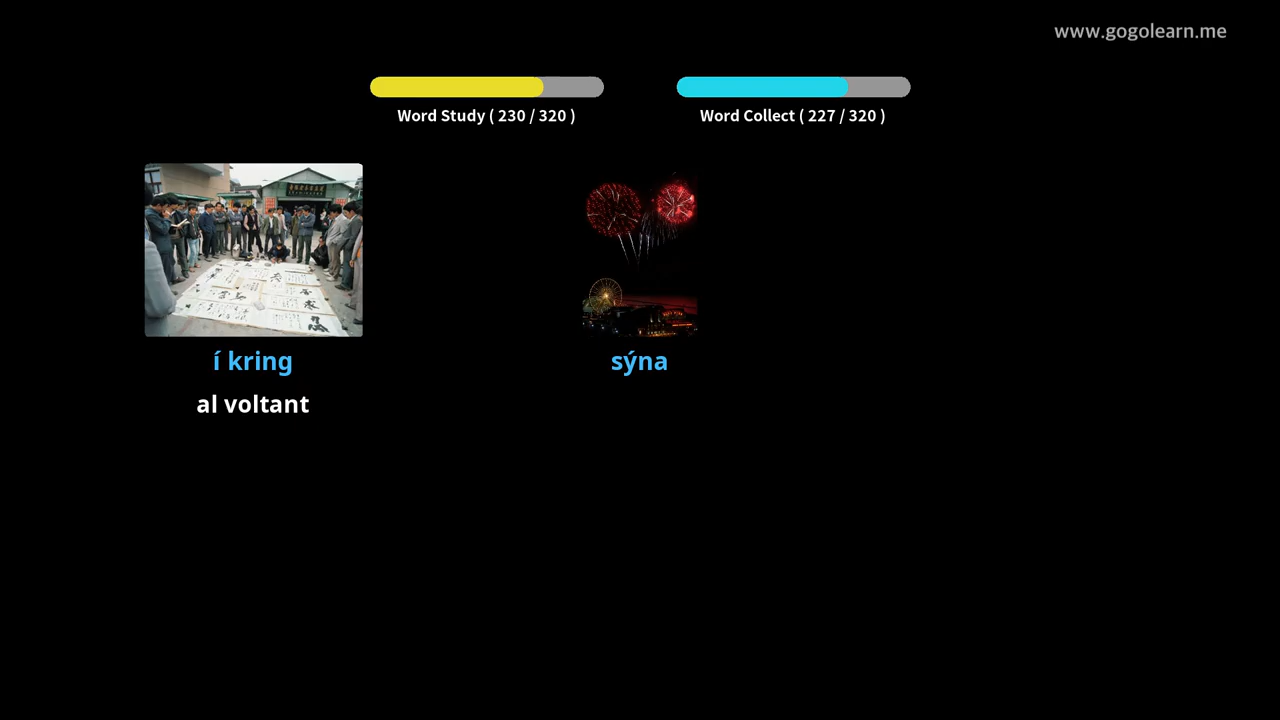 www.gogolearn.me
Word Study ( 230 / 320 )
Word Collect ( 227 / 320 )
í kring
sýna
al voltant